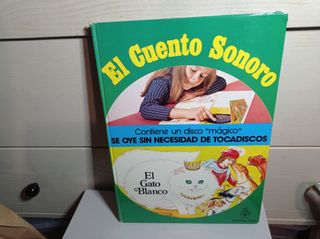 El Cuento Sonoro
Contiene un disco "mágico"
SE OYE SIN NECESIDAD DE TOCADISCOS
El
Gato
Blanco